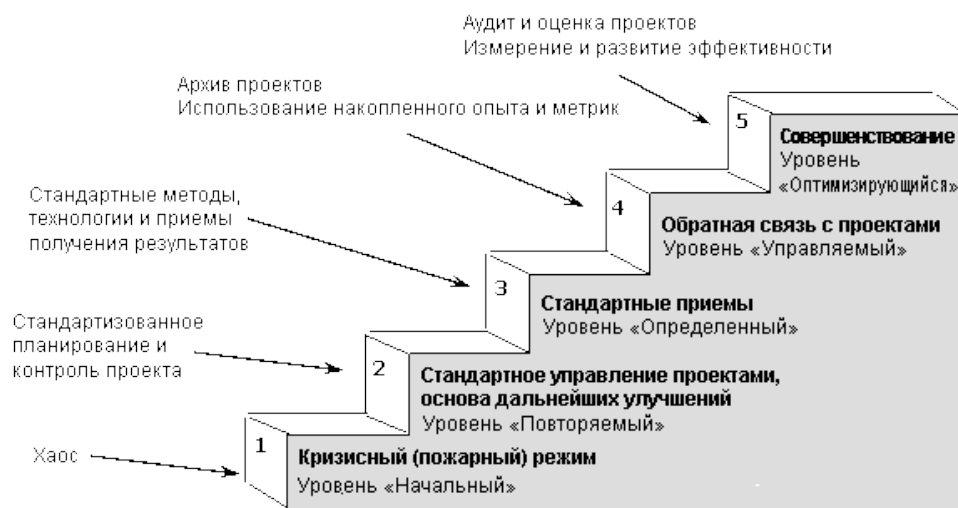 Аудит и оценка проектов
Измерение и развитие эффективности
Архив проектов
Использование накопленного опыта и метрик
5
Совершенствование
Уровень
«Оптимизирующийся»
Стандартные методы,
технологии и приемы
получения результатов
4
Обратная связь с проектами
Уровень «Управляемый»
3
Стандартные приемы
Уровень «Определенный»
Стандартизованное
планирование и
контроль проекта
2
Стандартное управление проектами,
основа дальнейших улучшений
Уровень «Повторяемый»
Хаос
1
Кризисный (пожарный) режим
Уровень «Начальный»